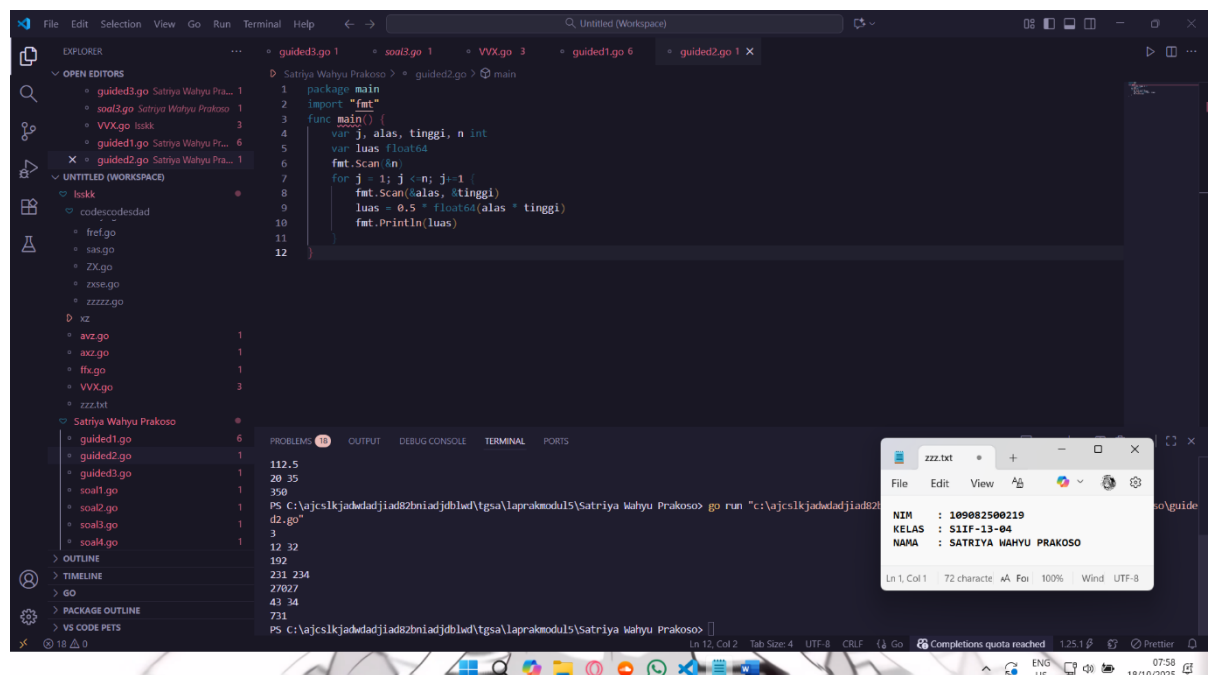 File Edit Selection View Go Run Terminal Help
Untitled (Workspace)
EXPLORER
OPEN EDITORS
guided3.go Satriya Wahyu Pra... 1
soal3.go Satriya Wahyu Prakoso 1
VVX.go lsskk 3
guided1.go Satriya Wahyu Pr... 6
guided2.go Satriya Wahyu Pra... 1
UNTITLED (WORKSPACE)
lsskk
codescodesdad
fref.go
sas.go
ZX.go
zxse.go
zzzzz.go
xz
avz.go 1
axz.go 1
ffx.go 1
VVX.go 3
zzz.txt
Satriya Wahyu Prakoso
guided1.go 6
guided2.go 1
guided3.go 1
soal1.go 1
soal2.go 1
soal3.go 1
soal4.go 1
OUTLINE
TIMELINE
GO
PACKAGE OUTLINE
VS CODE PETS
guided3.go 1 soal3.go 1 VVX.go 3 guided1.go 6 guided2.go 1
Satriya Wahyu Prakoso > guided2.go > main
1 package main
2 import "fmt"
3 func main() {
4 var j, alas, tinggi, n int
5 var luas float64
6 fmt.Scan(&n)
7 for j = 1; j <=n; j+=1 {
8 fmt.Scan(&alas, &tinggi)
9 luas = 0.5 * float64(alas * tinggi)
10 fmt.Println(luas)
11 }
12 }
PROBLEMS 18 OUTPUT DEBUG CONSOLE TERMINAL PORTS
112.5
20 35
350
PS C:\ajcslkjadwdadjiad82bniadjdblwd\tgsa\laprakmodul5\Satriya Wahyu Prakoso> go run "c:\ajcslkjadwdadjiad82 so\guide
d2.go"
3
12 32
192
231 234
27027
43 34
731
PS C:\ajcslkjadwdadjiad82bniadjdblwd\tgsa\laprakmodul5\Satriya Wahyu Prakoso>
zzz.txt
File Edit View
NIM : 109082500219
KELAS : S1IF-13-04
NAMA : SATRIYA WAHYU PRAKOSO
Ln 1, Col 1 72 characte 100% Wind UTF-8
18 0 Ln 12, Col 2 Tab Size: 4 UTF-8 CRLF Go Completions quota reached 1.25.1 Prettier
ENG 07:58
US 18/10/2025